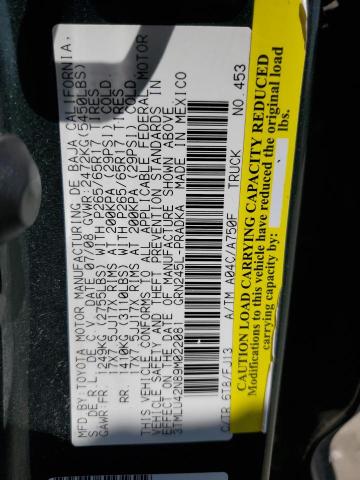 MFD. BY: TOYOTA MOTOR MANUFACTURING DE BAJA CALIFORNIA,
S. DE R.L. DE C.V. DATE: 07/08 GVWR: 2472KG (5450LBS)
GAWR:FR. 1249KG (2755LBS) WITH P265/65R17 TIRES
17X7.5JJ RIMS AT 200KPA (29PSI) COLD
RR. 1410KG (3110LBS) WITH P265/65R17 TIRES
17X7.5JJ RIMS AT 200KPA (29PSI) COLD
THIS VEHICLE CONFORMS TO ALL APPLICABLE FEDERAL MOTOR
VEHICLE SAFETY AND THEFT PREVENTION STANDARDS IN
EFFECT ON THE DATE OF MANUFACTURE SHOWN ABOVE.
GRN245L-PRADKA MADE IN MEXICO
C/TR 6T8/FJ13 A/TM A04C/A750F TRUCK NO.453
CAUTION LOAD CARRYING CAPACITY REDUCED
Modifications to this vehicle have reduced the original load
carrying capacity by lbs.